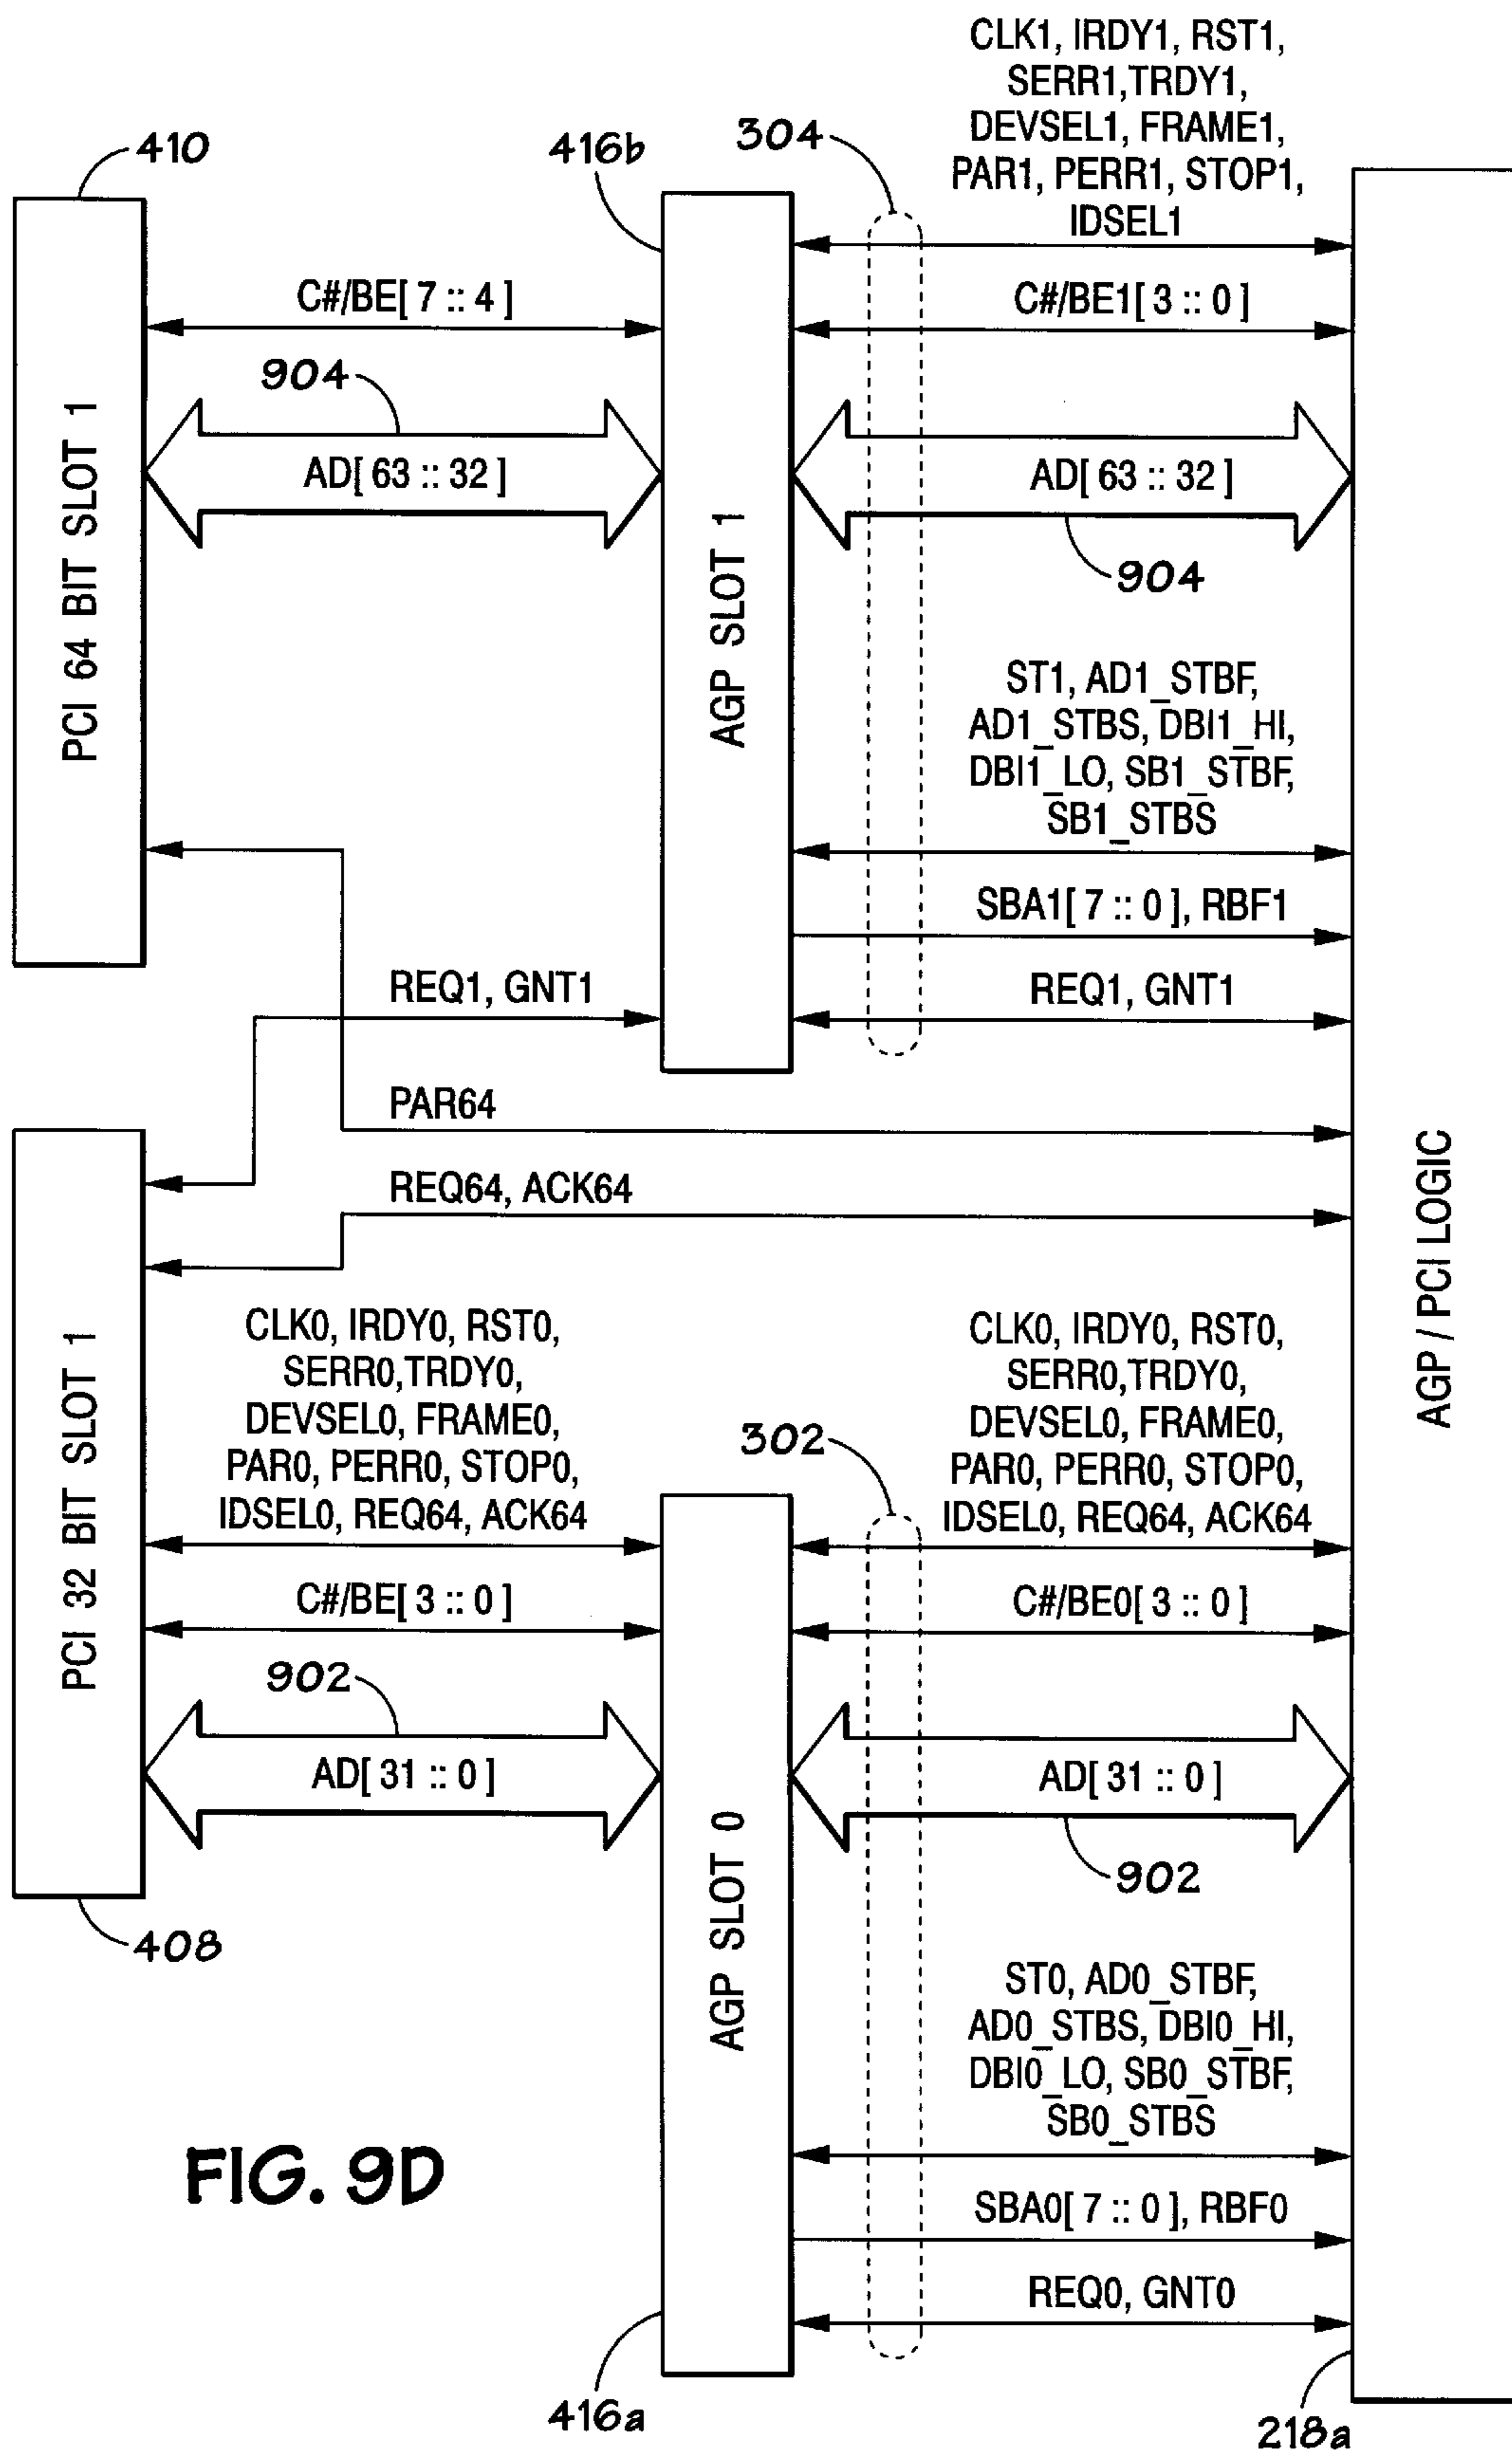 CLK1, IRDY1, RST1,
SERR1,TRDY1,
DEVSEL1, FRAME1,
PAR1, PERR1, STOP1,
IDSEL1
304
410
416b
C#/BE[ 7 :: 4 ]
C#/BE1[ 3 :: 0 ]
904
PCI 64 BIT SLOT 1
AD[ 63 :: 32 ]
AGP SLOT 1
AD[ 63 :: 32 ]
904
ST1, AD1_STBF,
AD1_STBS, DBI1_HI,
DBI1_LO, SB1_STBF,
SB1_STBS
SBA1[ 7 :: 0 ], RBF1
REQ1, GNT1
REQ1, GNT1
PAR64
REQ64, ACK64
AGP / PCI LOGIC
PCI 32 BIT SLOT 1
CLK0, IRDY0, RST0,
SERR0,TRDY0,
DEVSEL0, FRAME0,
PAR0, PERR0, STOP0,
IDSEL0, REQ64, ACK64
302
CLK0, IRDY0, RST0,
SERR0,TRDY0,
DEVSEL0, FRAME0,
PAR0, PERR0, STOP0,
IDSEL0, REQ64, ACK64
C#/BE[ 3 :: 0 ]
C#/BE0[ 3 :: 0 ]
902
AD[ 31 :: 0 ]
AGP SLOT 0
AD[ 31 :: 0 ]
902
408
ST0, AD0_STBF,
AD0_STBS, DBI0_HI,
DBI0_LO, SB0_STBF,
SB0_STBS
FIG. 9D
SBA0[ 7 :: 0 ], RBF0
REQ0, GNT0
416a
218a